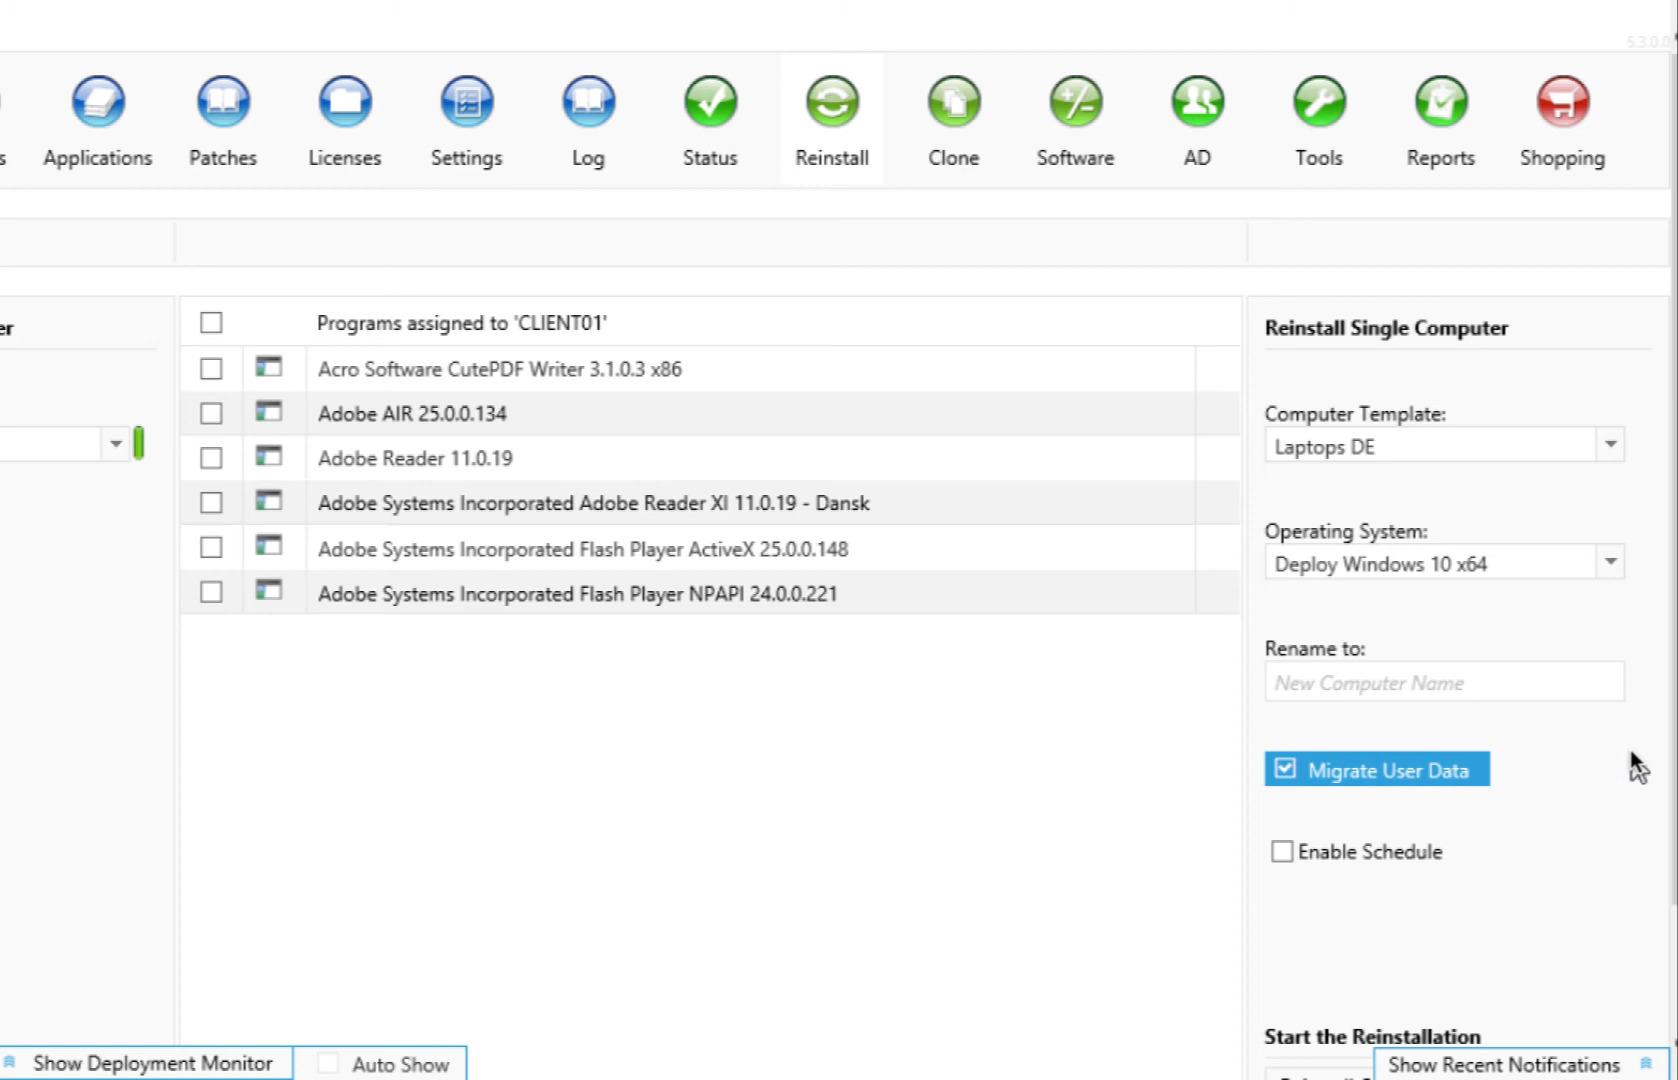 5.3.0.0
s
Applications
Patches
Licenses
Settings
Log
Status
Reinstall
Clone
Software
AD
Tools
Reports
Shopping
er
Programs assigned to 'CLIENT01'
Acro Software CutePDF Writer 3.1.0.3 x86
Adobe AIR 25.0.0.134
Adobe Reader 11.0.19
Adobe Systems Incorporated Adobe Reader XI 11.0.19 - Dansk
Adobe Systems Incorporated Flash Player ActiveX 25.0.0.148
Adobe Systems Incorporated Flash Player NPAPI 24.0.0.221
Reinstall Single Computer
Computer Template:
Laptops DE
Operating System:
Deploy Windows 10 x64
Rename to:
New Computer Name
Migrate User Data
Enable Schedule
Start the Reinstallation
Show Deployment Monitor
Auto Show
Show Recent Notifications